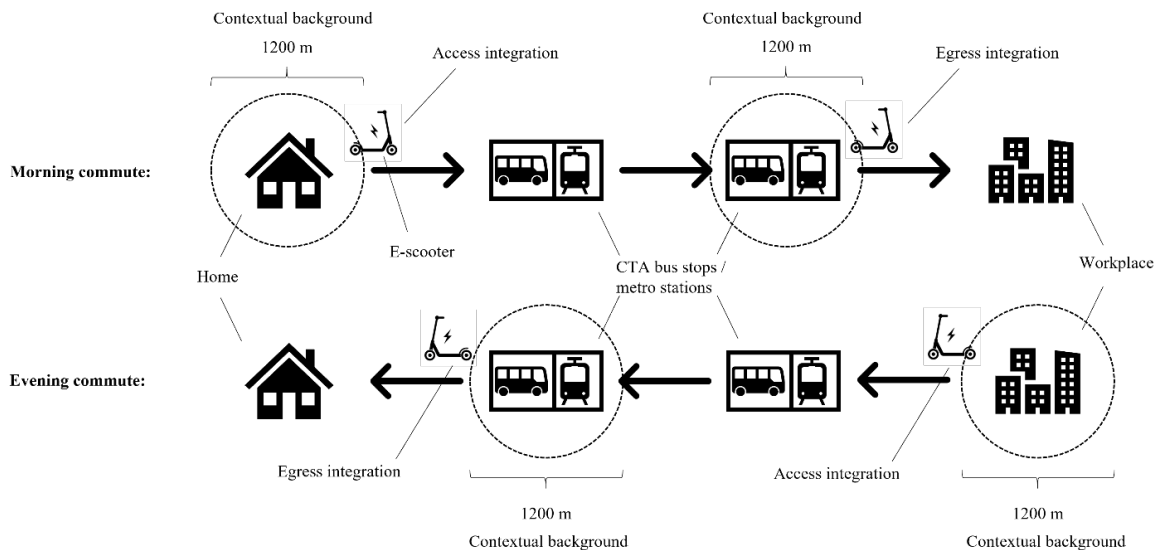 Contextual background
1200 m
Access integration
Contextual background
1200 m
Egress integration
Morning commute:
E-scooter
Home
CTA bus stops /
metro stations
Workplace
Evening commute:
Egress integration
Access integration
1200 m
Contextual background
1200 m
Contextual background